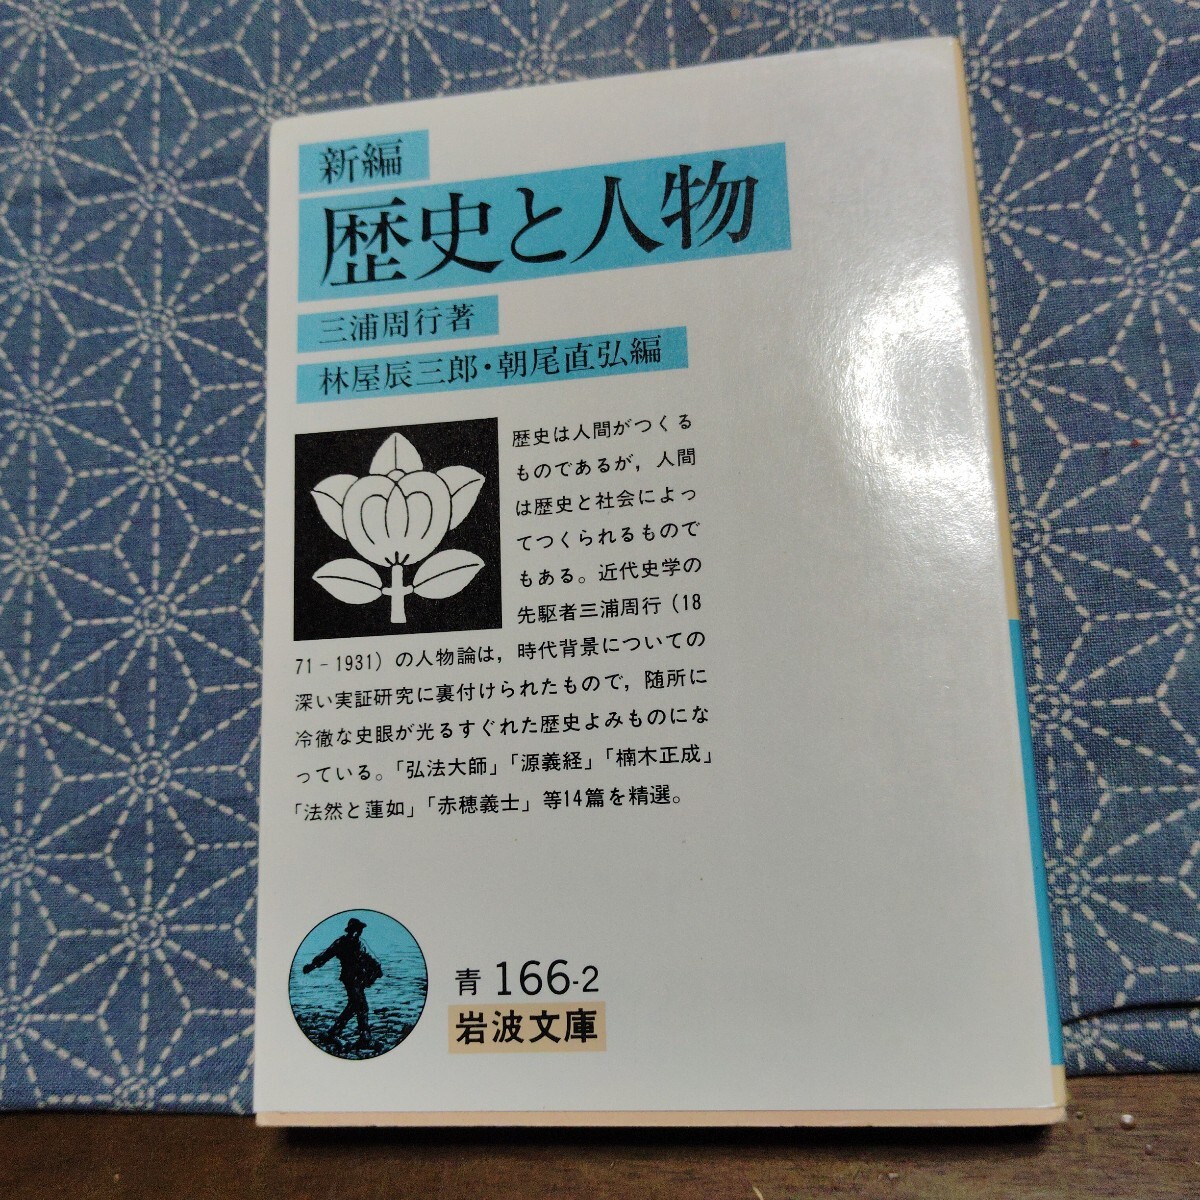 新編
歴史と人物
三浦周行著
林屋辰三郎・朝尾直弘編
歴史は人間がつくる
ものであるが，人間
は歴史と社会によっ
てつくられるもので
もある。近代史学の
先駆者三浦周行（18
71‐1931）の人物論は，時代背景についての
深い実証研究に裏付けられたもので，随所に
冷徹な史眼が光るすぐれた歴史よみものにな
っている。「弘法大師」「源義経」「楠木正成」
「法然と蓮如」「赤穂義士」等14篇を精選。
青 166-2
岩波文庫